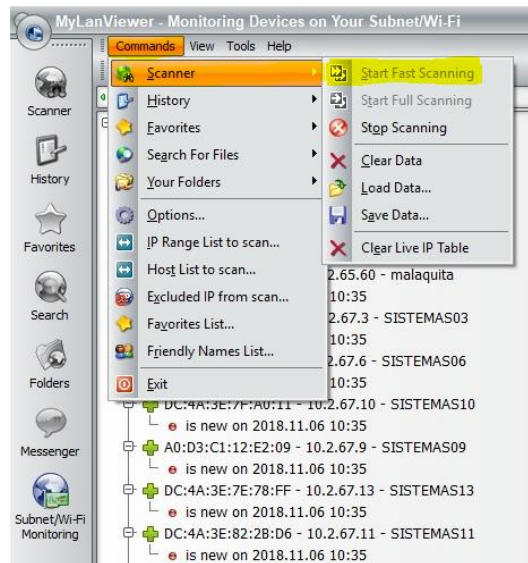 MyLanViewer - Monitoring Devices on Your Subnet/Wi-Fi
Commands View Tools Help
Scanner
History
Favorites
Search
Folders
Messenger
Subnet/Wi-Fi
Monitoring
Scanner
History
Favorites
Search For Files
Your Folders
Options...
IP Range List to scan...
Host List to scan...
Excluded IP from scan...
Favorites List...
Friendly Names List...
Exit
Start Fast Scanning
Start Full Scanning
Stop Scanning
Clear Data
Load Data...
Save Data...
Clear Live IP Table
2.65.60 - malaquita
10:35
2.67.3 - SISTEMAS03
10:35
2.67.6 - SISTEMAS06
10:35
DC:4A:3E:7F:A0:11 - 10.2.67.10 - SISTEMAS10
is new on 2018.11.06 10:35
A0:D3:C1:12:E2:09 - 10.2.67.9 - SISTEMAS09
is new on 2018.11.06 10:35
DC:4A:3E:7E:78:FF - 10.2.67.13 - SISTEMAS13
is new on 2018.11.06 10:35
DC:4A:3E:82:2B:D6 - 10.2.67.11 - SISTEMAS11
is new on 2018.11.06 10:35